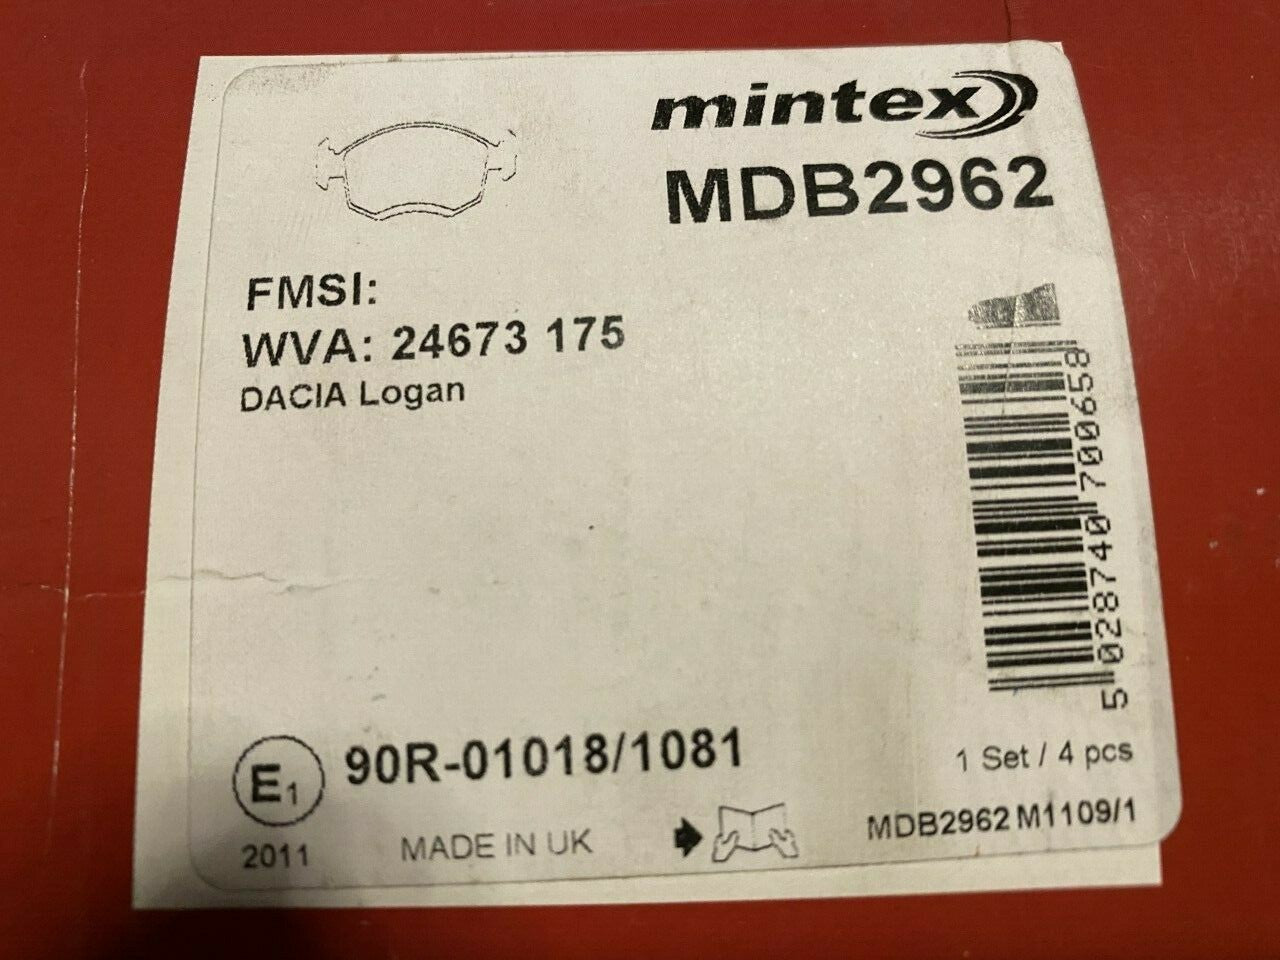 mintex
MDB2962
FMSI:
WVA: 24673 175
DACIA Logan
5 028740 700658
E1
90R-01018/1081
1 Set / 4 pcs
2011
MADE IN UK
MDB2962 M1109/1